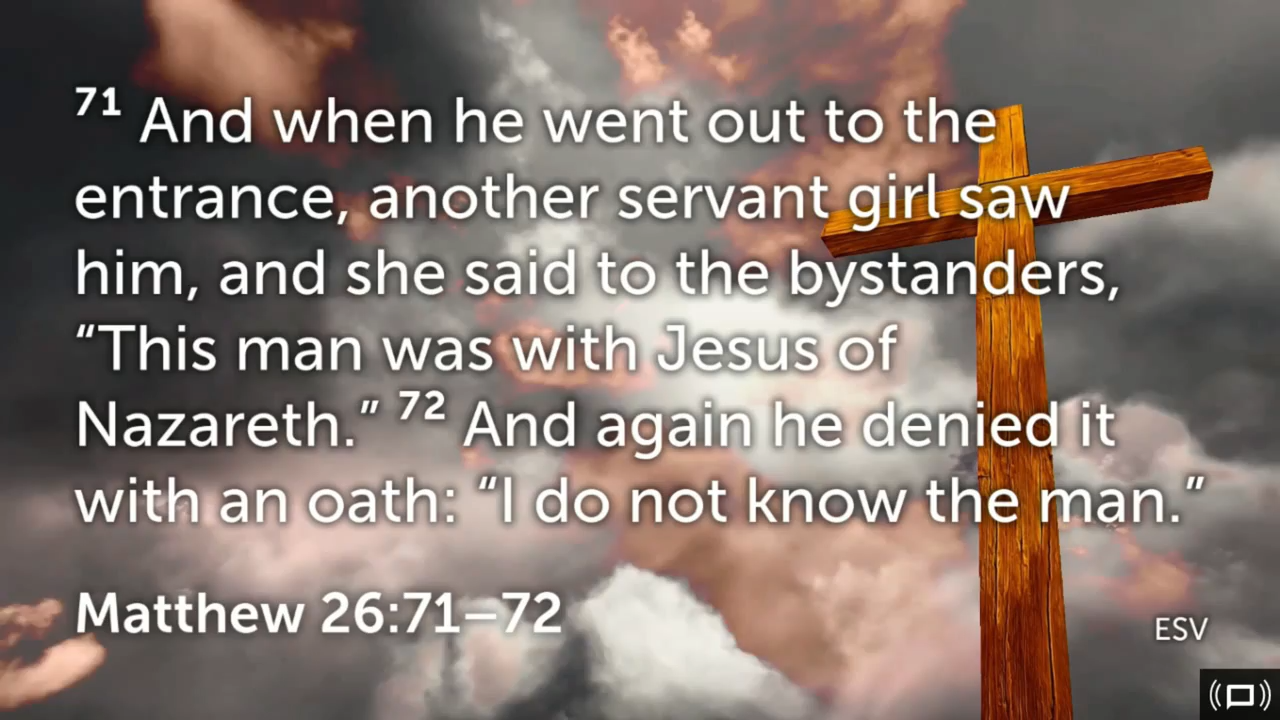 71 And when he went out to the
entrance, another servant girl saw
him, and she said to the bystanders,
“This man was with Jesus of
Nazareth.” 72 And again he denied it
with an oath: “I do not know the man.”
Matthew 26:71–72
ESV